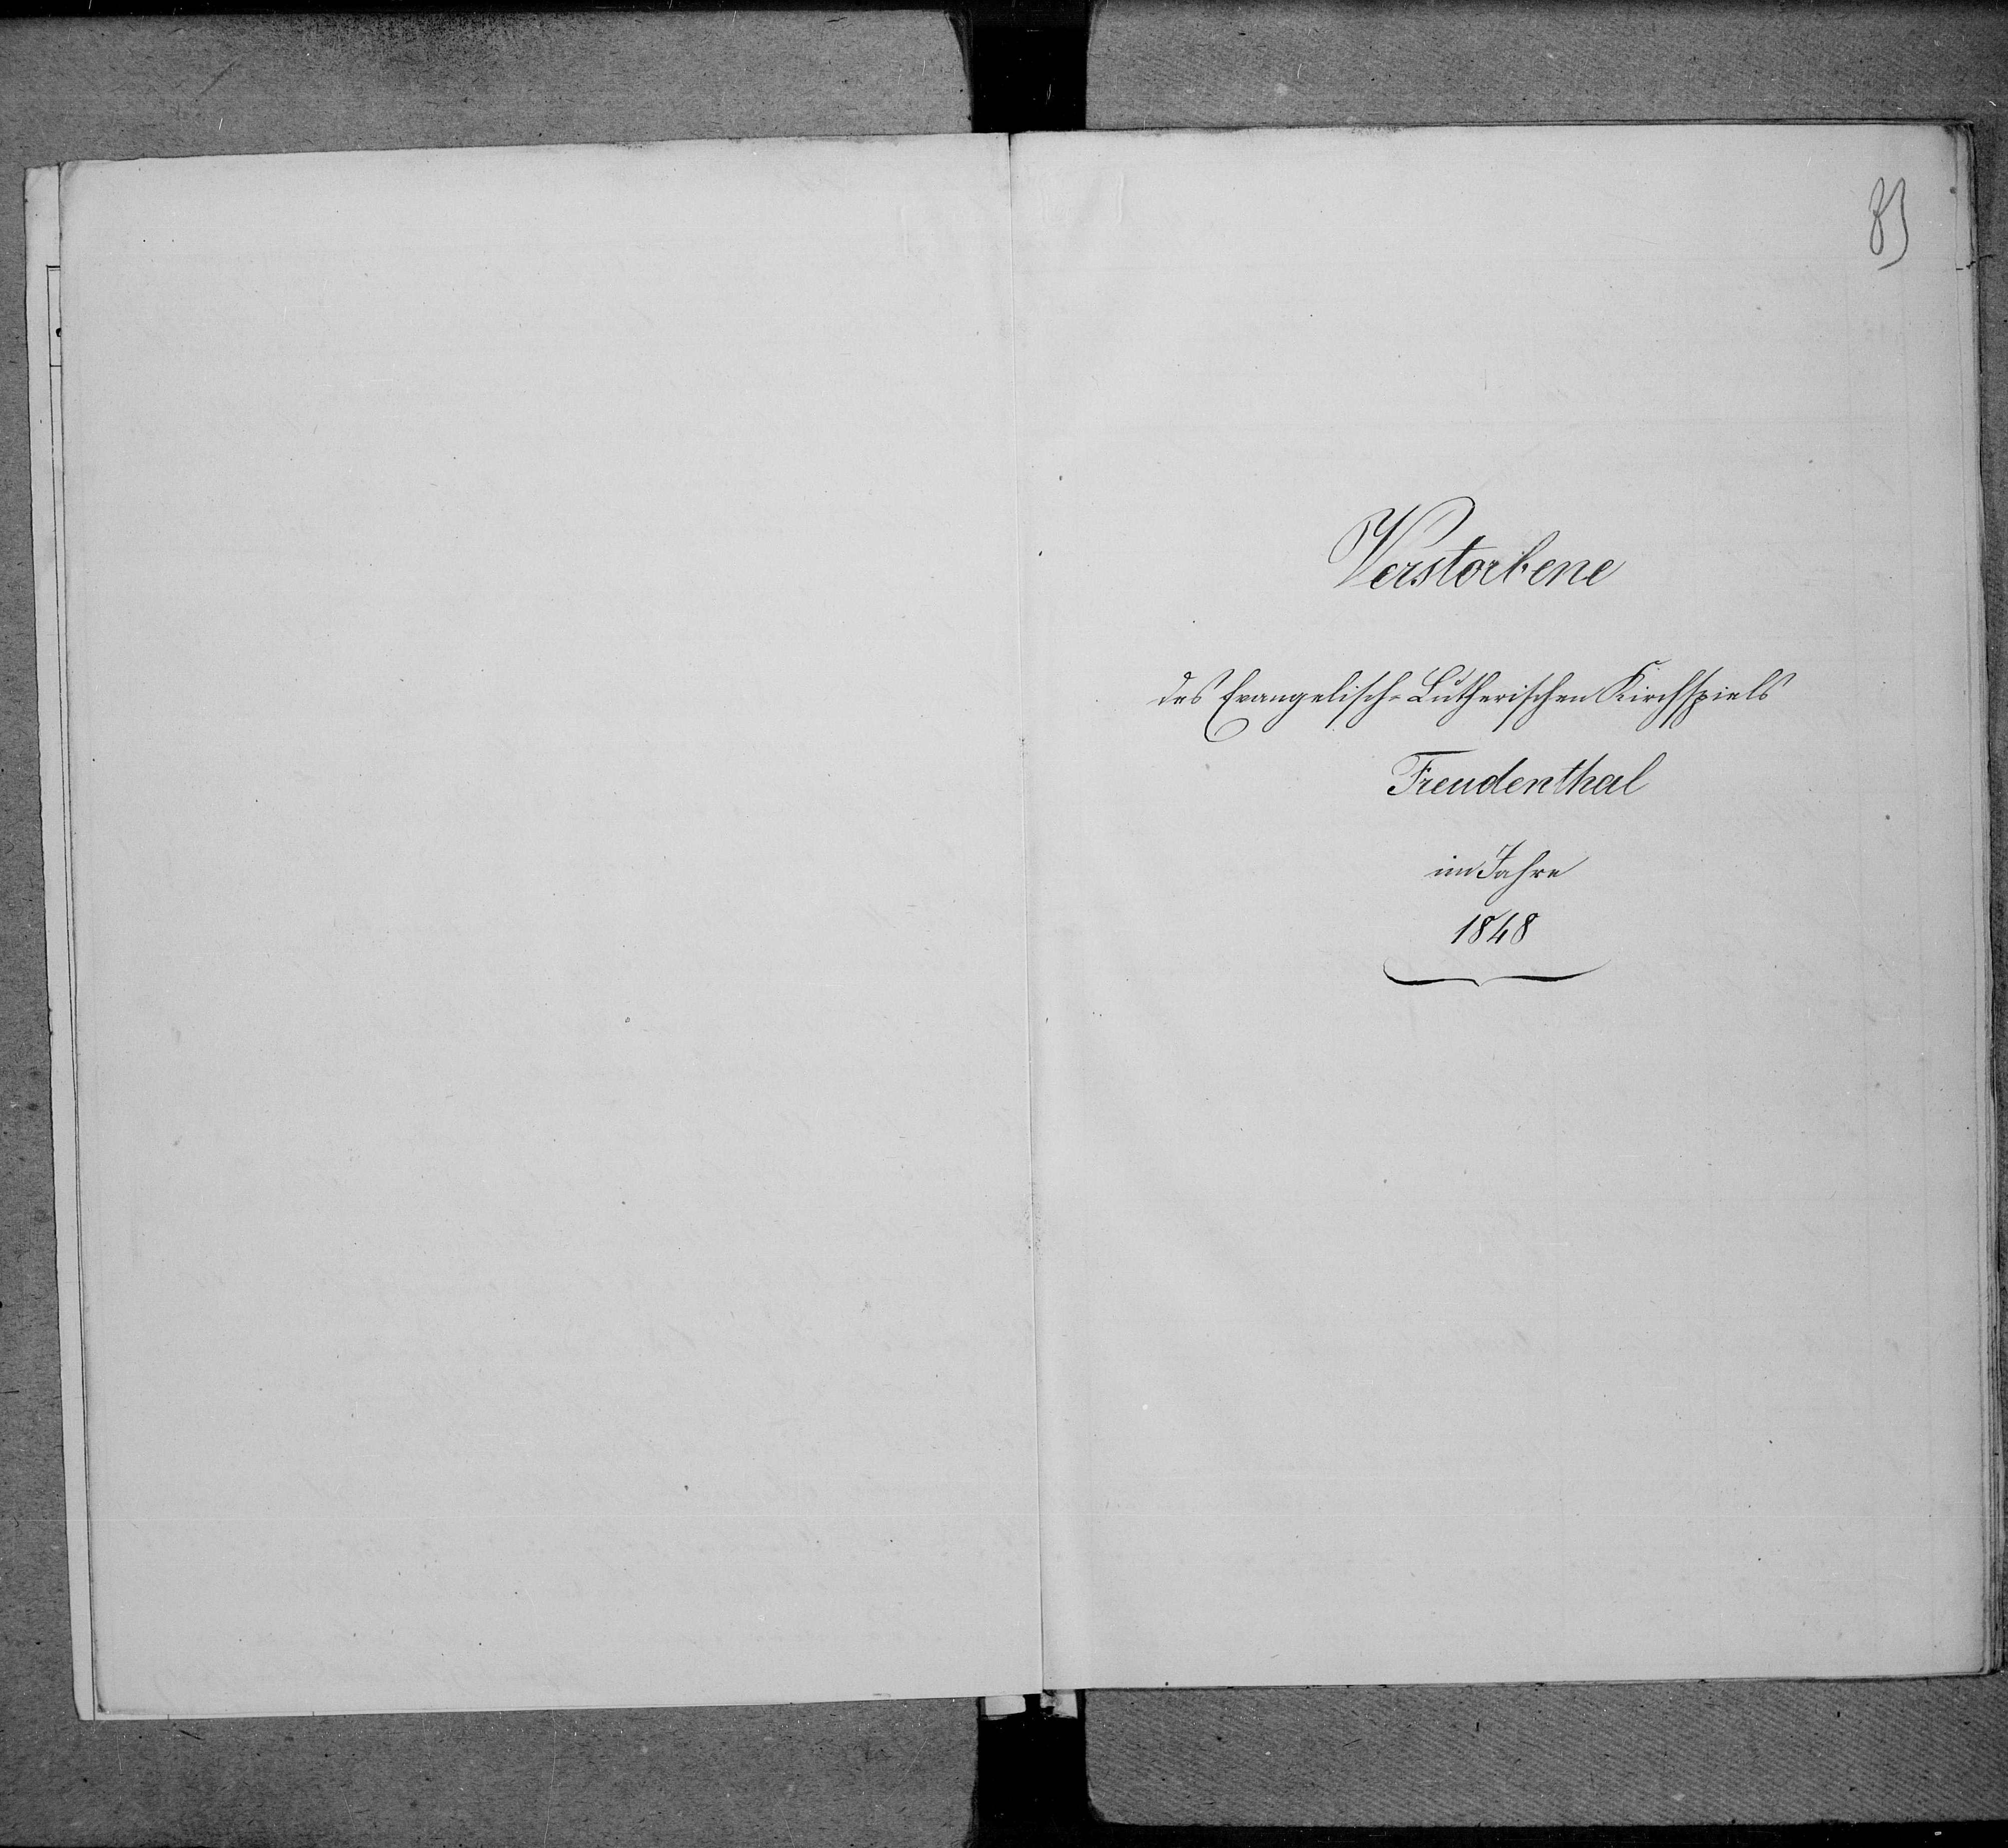 83
Verstorbene
des Evangelisch-Lutherischen Kirchspiels
Freudenthal
im Jahre
1848